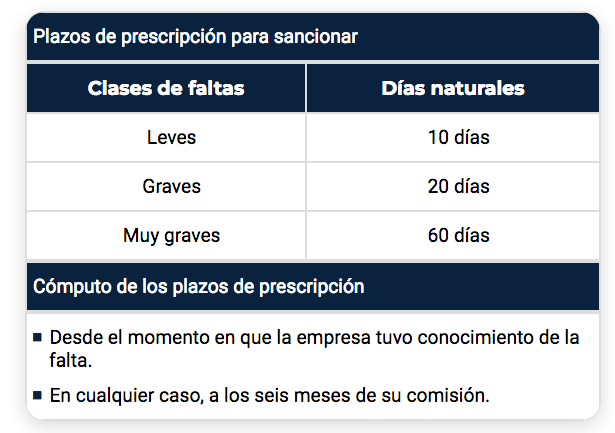 Plazos de prescripción para sancionar
Clases de faltas Días naturales
Leves 10 días
Graves 20 días
Muy graves 60 días
Cómputo de los plazos de prescripción
▪ Desde el momento en que la empresa tuvo conocimiento de la
falta.
▪ En cualquier caso, a los seis meses de su comisión.